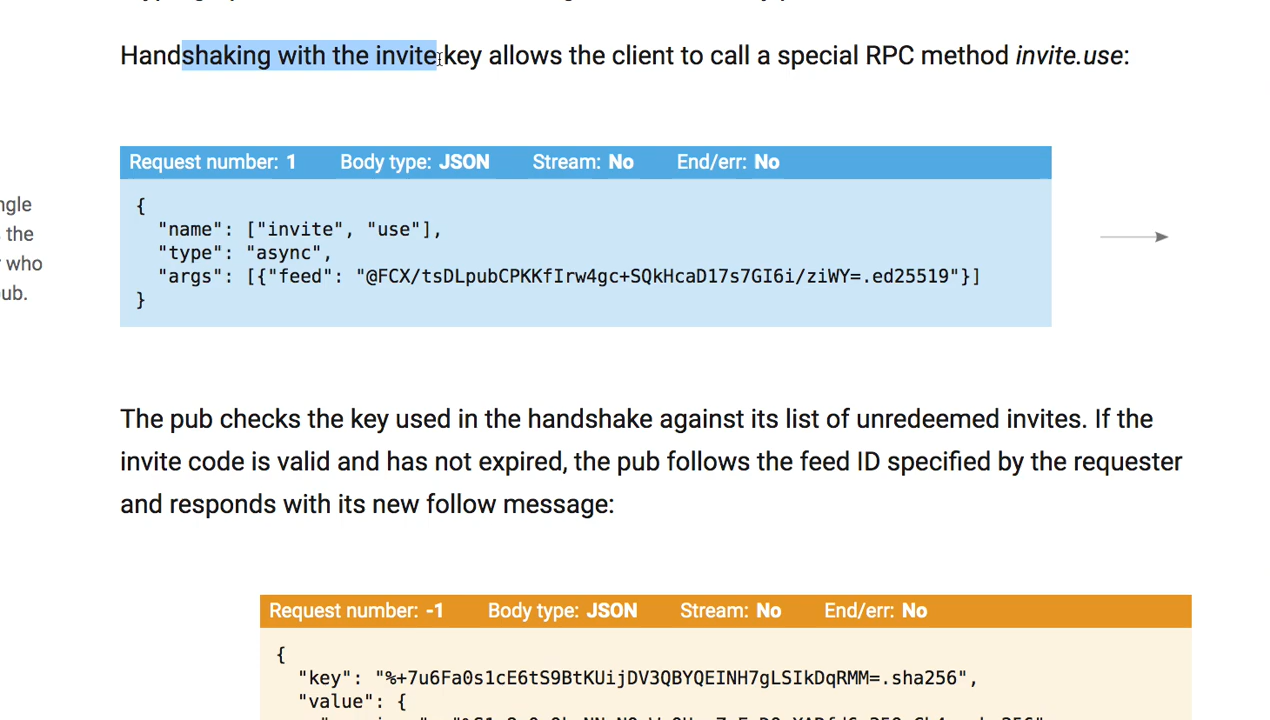 Handshaking with the invite key allows the client to call a special RPC method invite.use:
Request number: 1 Body type: JSON Stream: No End/err: No
{
"name": ["invite", "use"],
"type": "async",
"args": [{"feed": "@FCX/tsDLpubCPKKfIrw4gc+SQkHcaD17s7GI6i/ziWY=.ed25519"}]
}
the
who
The pub checks the key used in the handshake against its list of unredeemed invites. If the
invite code is valid and has not expired, the pub follows the feed ID specified by the requester
and responds with its new follow message:
Request number: -1 Body type: JSON Stream: No End/err: No
{
"key": "%+7u6Fa0s1cE6tS9BtKUijDV3QBYQEINH7gLSIkDqRMM=.sha256",
"value": {